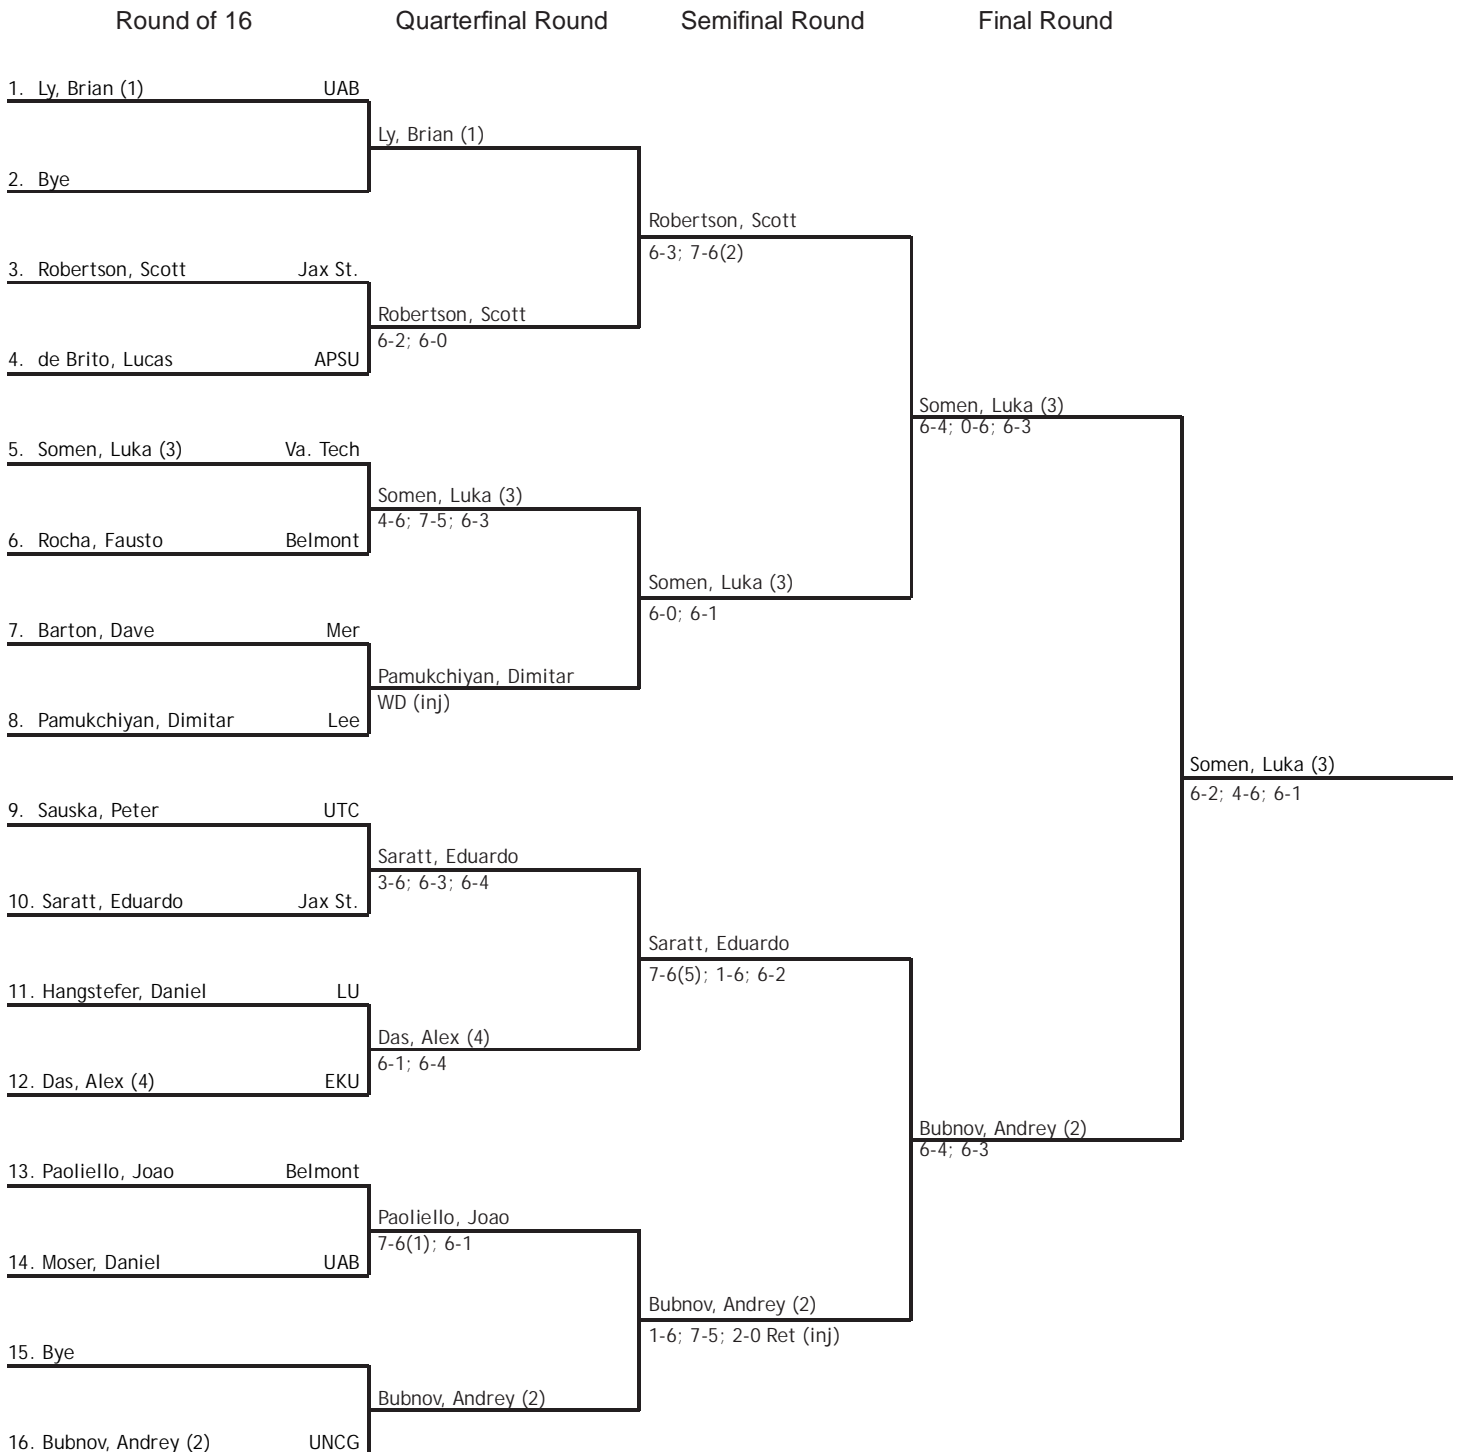 Round of 16 Quarterfinal Round Semifinal Round Final Round
1. Ly, Brian (1) UAB
Ly, Brian (1)
2. Bye
Robertson, Scott
6-3; 7-6(2)
3. Robertson, Scott Jax St.
Robertson, Scott
6-2; 6-0
4. de Brito, Lucas APSU
Somen, Luka (3)
6-4; 0-6; 6-3
5. Somen, Luka (3) Va. Tech
Somen, Luka (3)
4-6; 7-5; 6-3
6. Rocha, Fausto Belmont
Somen, Luka (3)
6-0; 6-1
7. Barton, Dave Mer
Pamukchiyan, Dimitar
WD (inj)
8. Pamukchiyan, Dimitar Lee
Somen, Luka (3)
6-2; 4-6; 6-1
9. Sauska, Peter UTC
Saratt, Eduardo
3-6; 6-3; 6-4
10. Saratt, Eduardo Jax St.
Saratt, Eduardo
7-6(5); 1-6; 6-2
11. Hangstefer, Daniel LU
Das, Alex (4)
6-1; 6-4
12. Das, Alex (4) EKU
Bubnov, Andrey (2)
6-4; 6-3
13. Paoliello, Joao Belmont
Paoliello, Joao
7-6(1); 6-1
14. Moser, Daniel UAB
Bubnov, Andrey (2)
1-6; 7-5; 2-0 Ret (inj)
15. Bye
Bubnov, Andrey (2)
16. Bubnov, Andrey (2) UNCG